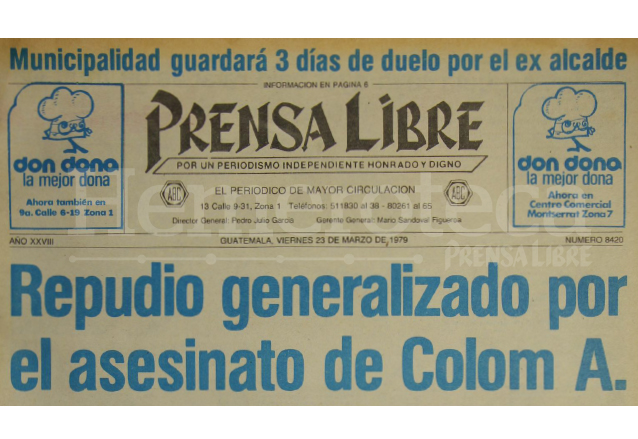 Municipalidad guardará 3 días de duelo por el ex alcalde
INFORMACION EN PAGINA 6
PRENSA LIBRE
POR UN PERIODISMO INDEPENDIENTE HONRADO Y DIGNO
don dona
la mejor dona
Ahora también en
9a. Calle 6-19 Zona 1
ABC
EL PERIODICO DE MAYOR CIRCULACION
13 Calle 9-31, Zona 1 Teléfonos: 511830 al 38 - 80261 al 65
Director General: Pedro Julio García Gerente General: Mario Sandoval Figueroa
ABC
don dona
la mejor dona
Ahora en
Centro Comercial
Montserrat Zona 7
AÑO XXVIII GUATEMALA, VIERNES 23 DE MARZO DE 1979 NUMERO 8420
Hemeroteca
PRENSA LIBRE
Repudio generalizado por
el asesinato de Colom A.